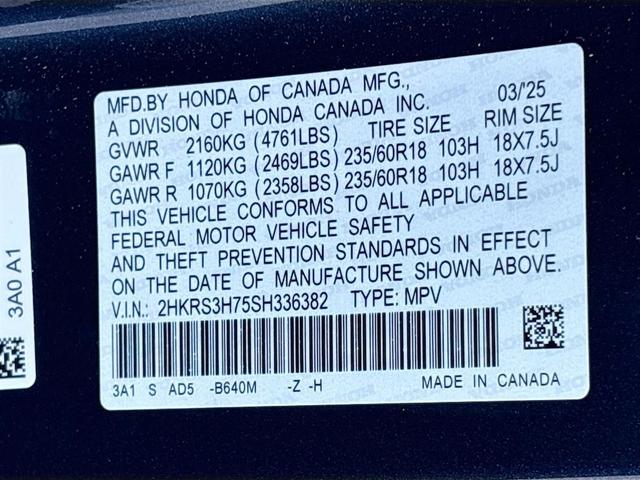 MFD.BY HONDA OF CANADA MFG.,
A DIVISION OF HONDA CANADA INC. 03/'25
GVWR 2160KG (4761LBS) TIRE SIZE RIM SIZE
GAWR F 1120KG (2469LBS) 235/60R18 103H 18X7.5J
GAWR R 1070KG (2358LBS) 235/60R18 103H 18X7.5J
THIS VEHICLE CONFORMS TO ALL APPLICABLE
FEDERAL MOTOR VEHICLE SAFETY
AND THEFT PREVENTION STANDARDS IN EFFECT
ON THE DATE OF MANUFACTURE SHOWN ABOVE.
V.I.N.: 2HKRS3H75SH336382 TYPE: MPV
3A1 S AD5 -B640M -Z -H MADE IN CANADA
3A0 A1